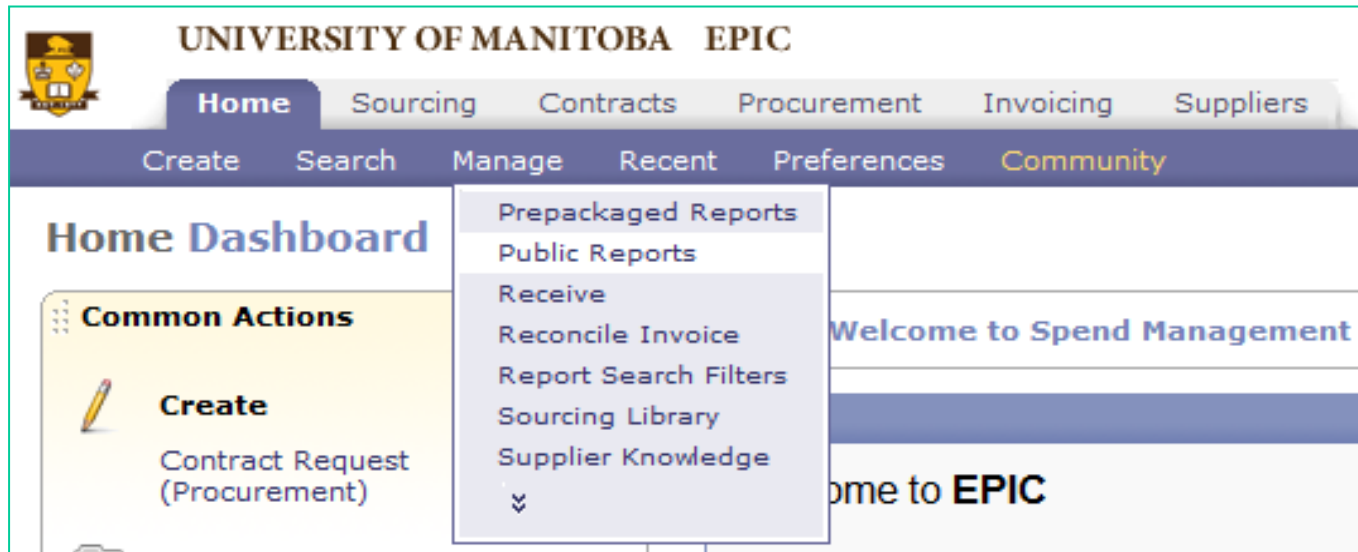 UNIVERSITY OF MANITOBA EPIC
Home Sourcing Contracts Procurement Invoicing Suppliers
Create Search Manage Recent Preferences Community
Home Dashboard
Prepackaged Reports
Public Reports
Receive
Reconcile Invoice
Report Search Filters
Sourcing Library
Supplier Knowledge
Common Actions
Create
Contract Request
(Procurement)
Welcome to Spend Management
ome to EPIC